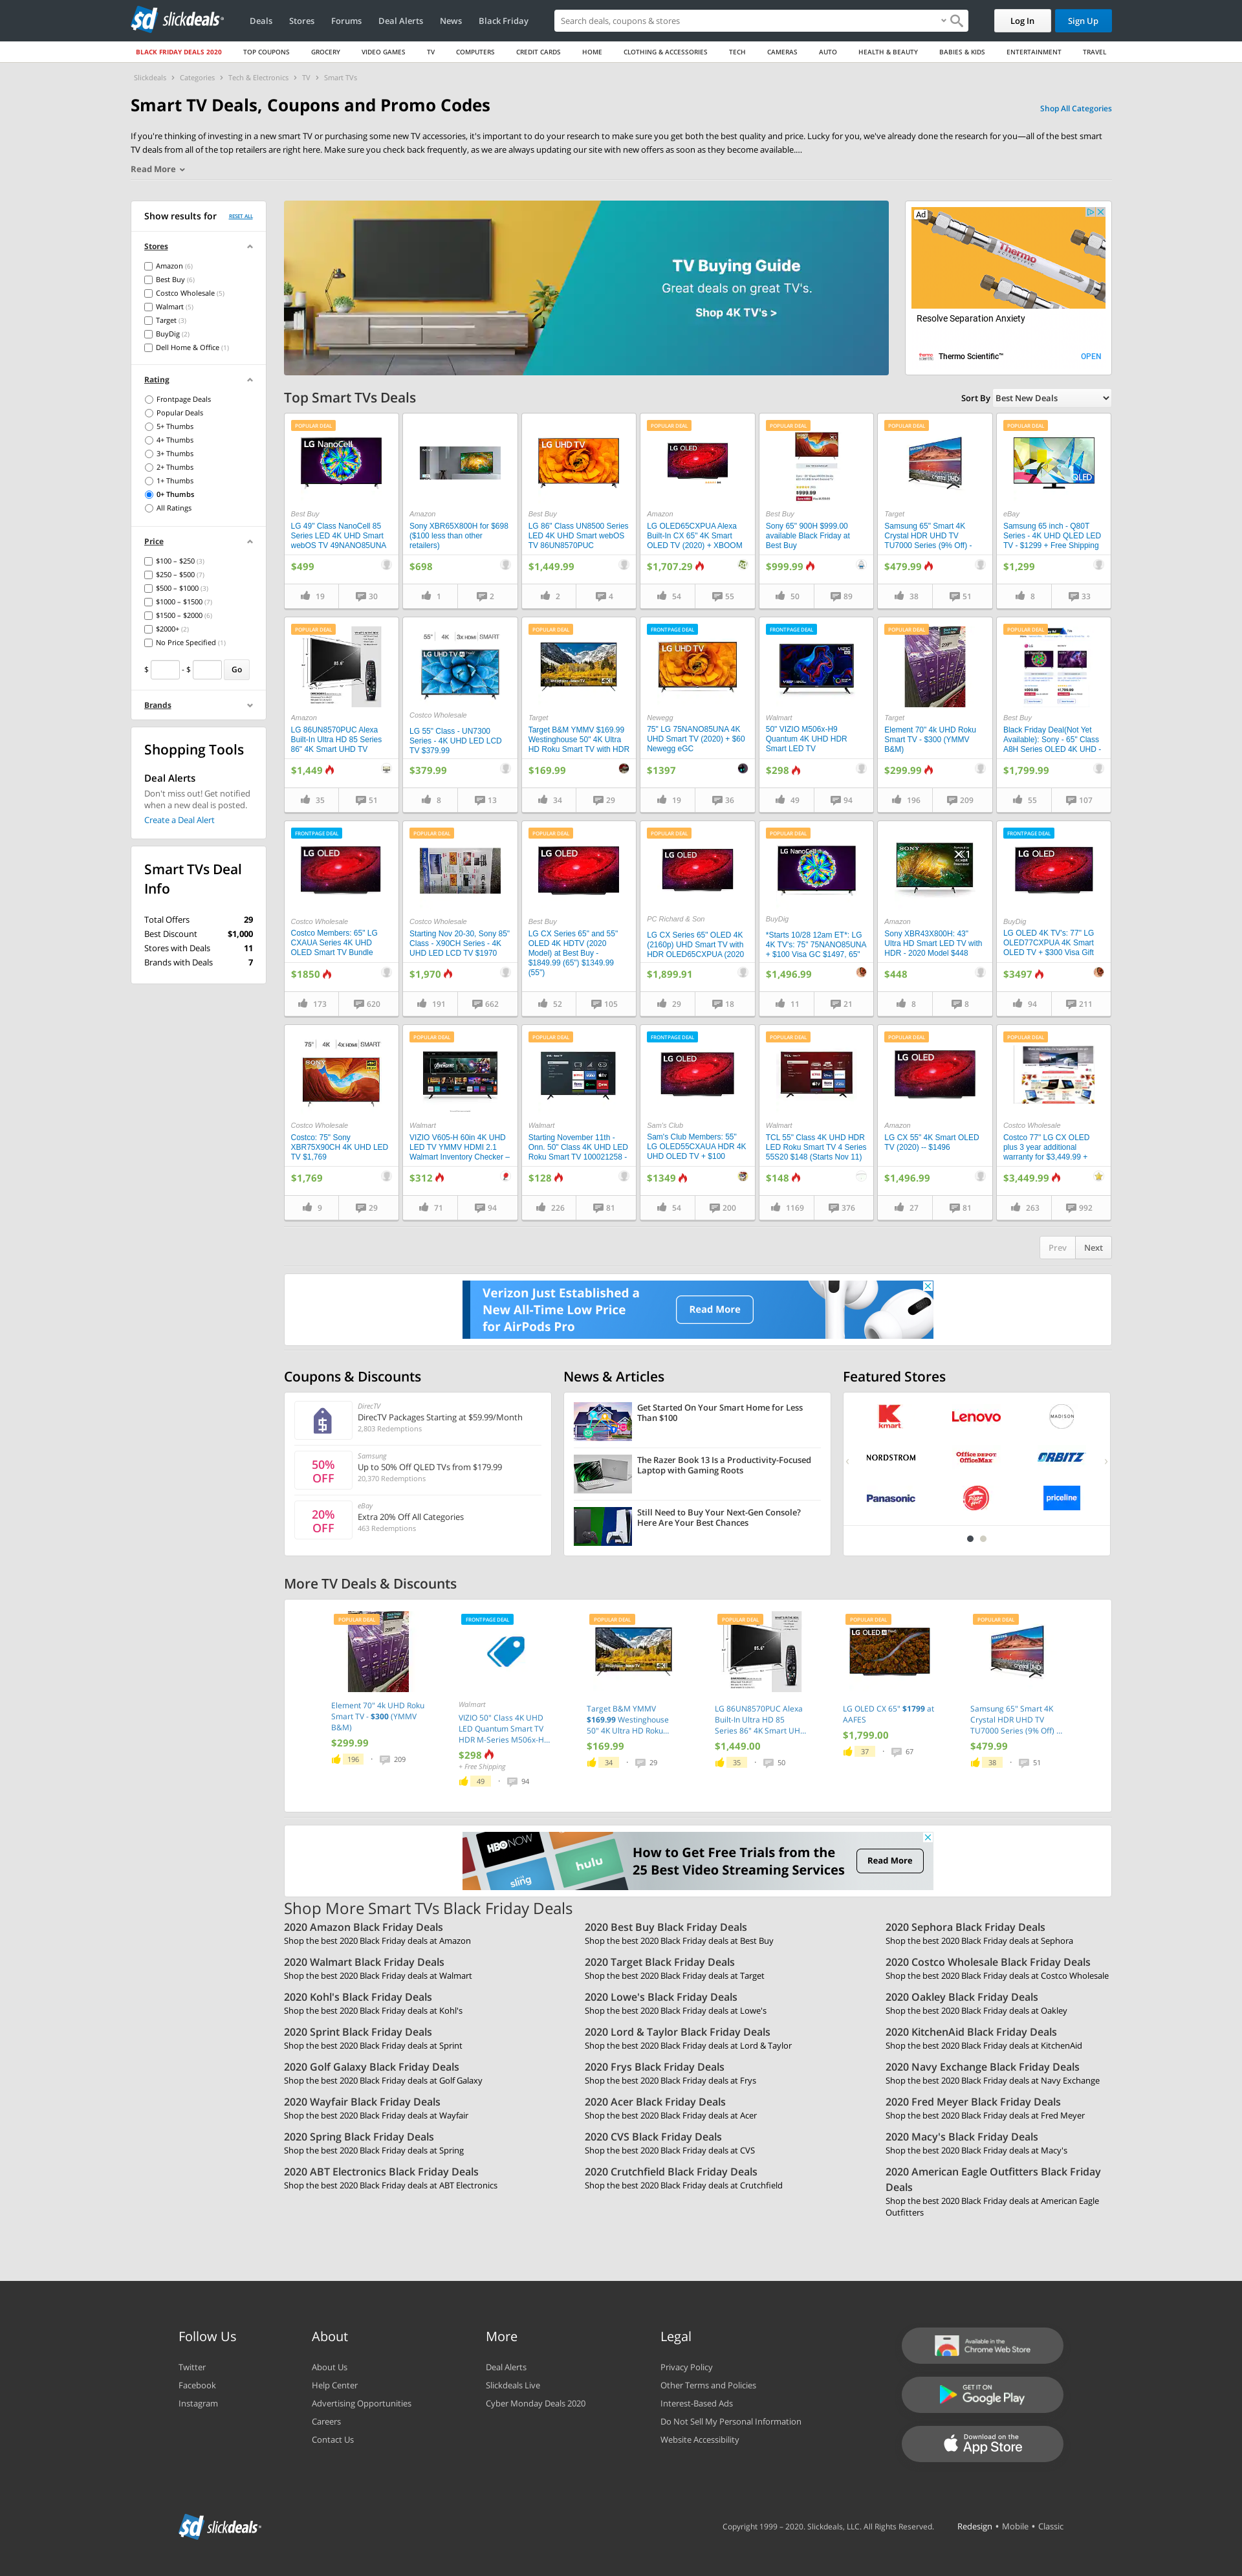 slickdeals
Deals
Stores
Forums
Deal Alerts
News
Black Friday
Search deals, coupons & stores
Log In
Sign Up
BLACK FRIDAY DEALS 2020
TOP COUPONS
GROCERY
VIDEO GAMES
TV
COMPUTERS
CREDIT CARDS
HOME
CLOTHING & ACCESSORIES
TECH
CAMERAS
AUTO
HEALTH & BEAUTY
BABIES & KIDS
ENTERTAINMENT
TRAVEL
Slickdeals > Categories > Tech & Electronics > TV > Smart TVs
Smart TV Deals, Coupons and Promo Codes
Shop All Categories
If you're thinking of investing in a new smart TV or purchasing some new TV accessories, it's important to do your research to make sure you get both the best quality and price. Lucky for you, we've already done the research for you—all of the best smart
TV deals from all of the top retailers are right here. Make sure you check back frequently, as we are always updating our site with new offers as soon as they become available....
Read More
Show results for
RESET ALL
Stores
Amazon (6)
Best Buy (6)
Costco Wholesale (5)
Walmart (5)
Target (3)
BuyDig (2)
Dell Home & Office (1)
Rating
Frontpage Deals
Popular Deals
5+ Thumbs
4+ Thumbs
3+ Thumbs
2+ Thumbs
1+ Thumbs
0+ Thumbs
All Ratings
Price
$100 – $250 (3)
$250 – $500 (7)
$500 – $1000 (3)
$1000 – $1500 (7)
$1500 – $2000 (6)
$2000+ (2)
No Price Specified (1)
$ - $ Go
Brands
Shopping Tools
Deal Alerts
Don't miss out! Get notified
when a new deal is posted.
Create a Deal Alert
Smart TVs Deal
Info
Total Offers 29
Best Discount $1,000
Stores with Deals 11
Brands with Deals 7
TV Buying Guide
Great deals on great TV's.
Shop 4K TV's >
Ad
Thermo
Resolve Separation Anxiety
Thermo Scientific™
OPEN
Top Smart TVs Deals
Sort By Best New Deals
POPULAR DEAL
LG NanoCell
Best Buy
LG 49" Class NanoCell 85
Series LED 4K UHD Smart
webOS TV 49NANO85UNA
$499
19 30
Amazon
Sony XBR65X800H for $698
($100 less than other
retailers)
$698
1 2
LG UHD TV
Best Buy
LG 86" Class UN8500 Series
LED 4K UHD Smart webOS
TV 86UN8570PUC
$1,449.99
2 4
POPULAR DEAL
LG OLED
Amazon
LG OLED65CXPUA Alexa
Built-In CX 65" 4K Smart
OLED TV (2020) + XBOOM
$1,707.29
54 55
POPULAR DEAL
$999.99
Best Buy
Sony 65" 900H $999.00
available Black Friday at
Best Buy
$999.99
50 89
POPULAR DEAL
Target
Samsung 65" Smart 4K
Crystal HDR UHD TV
TU7000 Series (9% Off) -
$479.99
38 51
POPULAR DEAL
QLED
eBay
Samsung 65 inch - Q80T
Series - 4K UHD QLED LED
TV - $1299 + Free Shipping
$1,299
8 33
POPULAR DEAL
85.6"
Amazon
LG 86UN8570PUC Alexa
Built-In Ultra HD 85 Series
86" 4K Smart UHD TV
$1,449
35 51
55" 4K 3x HDMI SMART
LG UHD TV
Costco Wholesale
LG 55" Class - UN7300
Series - 4K UHD LED LCD
TV $379.99
$379.99
8 13
POPULAR DEAL
Target
Target B&M YMMV $169.99
Westinghouse 50" 4K Ultra
HD Roku Smart TV with HDR
$169.99
34 29
FRONTPAGE DEAL
LG UHD TV
Newegg
75" LG 75NANO85UNA 4K
UHD Smart TV (2020) + $60
Newegg eGC
$1397
19 36
FRONTPAGE DEAL
VIZIO
Walmart
50" VIZIO M506x-H9
Quantum 4K UHD HDR
Smart LED TV
$298
49 94
POPULAR DEAL
Target
Element 70" 4k UHD Roku
Smart TV - $300 (YMMV
B&M)
$299.99
196 209
POPULAR DEAL
Best Buy
Black Friday Deal(Not Yet
Available): Sony - 65" Class
A8H Series OLED 4K UHD -
$1,799.99
55 107
FRONTPAGE DEAL
LG OLED
Costco Wholesale
Costco Members: 65" LG
CXAUA Series 4K UHD
OLED Smart TV Bundle
$1850
173 620
POPULAR DEAL
Costco Wholesale
Starting Nov 20-30, Sony 85"
Class - X90CH Series - 4K
UHD LED LCD TV $1970
$1,970
191 662
POPULAR DEAL
LG OLED
Best Buy
LG CX Series 65" and 55"
OLED 4K HDTV (2020
Model) at Best Buy -
$1849.99 (65") $1349.99
(55")
52 105
POPULAR DEAL
LG OLED
PC Richard & Son
LG CX Series 65" OLED 4K
(2160p) UHD Smart TV with
HDR OLED65CXPUA (2020
$1,899.91
29 18
POPULAR DEAL
LG NanoCell
BuyDig
*Starts 10/28 12am ET*: LG
4K TV's: 75" 75NANO85UNA
+ $100 Visa GC $1497, 65"
$1,496.99
11 21
SONY
X1
Amazon
Sony XBR43X800H: 43"
Ultra HD Smart LED TV with
HDR - 2020 Model $448
$448
8 8
FRONTPAGE DEAL
LG OLED
BuyDig
LG OLED 4K TV's: 77" LG
OLED77CXPUA 4K Smart
OLED TV + $300 Visa Gift
$3497
94 211
75" 4K 4x HDMI SMART
SONY
Costco Wholesale
Costco: 75" Sony
XBR75X90CH 4K UHD LED
TV $1,769
$1,769
9 29
POPULAR DEAL
Walmart
VIZIO V605-H 60in 4K UHD
LED TV YMMV HDMI 2.1
Walmart Inventory Checker –
$312
71 94
POPULAR DEAL
Walmart
Starting November 11th -
Onn. 50" Class 4K UHD LED
Roku Smart TV 100021258 -
$128
226 81
FRONTPAGE DEAL
LG OLED
Sam's Club
Sam's Club Members: 55"
LG OLED55CXAUA HDR 4K
UHD OLED TV + $100
$1349
54 200
POPULAR DEAL
Walmart
TCL 55" Class 4K UHD HDR
LED Roku Smart TV 4 Series
55S20 $148 (Starts Nov 11)
$148
1169 376
POPULAR DEAL
LG OLED
Amazon
LG CX 55" 4K Smart OLED
TV (2020) -- $1496
$1,496.99
27 81
POPULAR DEAL
Costco Wholesale
Costco 77" LG CX OLED
plus 3 year additional
warranty for $3,449.99 +
$3,449.99
263 992
Prev
Next
Verizon Just Established a
New All-Time Low Price
for AirPods Pro
Read More
Coupons & Discounts
DirecTV
DirecTV Packages Starting at $59.99/Month
2,803 Redemptions
50%
OFF
Samsung
Up to 50% Off QLED TVs from $179.99
20,370 Redemptions
20%
OFF
eBay
Extra 20% Off All Categories
463 Redemptions
News & Articles
Get Started On Your Smart Home for Less
Than $100
The Razer Book 13 Is a Productivity-Focused
Laptop with Gaming Roots
Still Need to Buy Your Next-Gen Console?
Here Are Your Best Chances
Featured Stores
kmart
Lenovo
MADISON
NORDSTROM
Office DEPOT
OfficeMax
ORBITZ
Panasonic
Pizza Hut
priceline
More TV Deals & Discounts
POPULAR DEAL
Element 70" 4k UHD Roku
Smart TV - $300 (YMMV
B&M)
$299.99
196 • 209
FRONTPAGE DEAL
Walmart
VIZIO 50" Class 4K UHD
LED Quantum Smart TV
HDR M-Series M506x-H...
$298
+ Free Shipping
49 • 94
POPULAR DEAL
Target B&M YMMV
$169.99 Westinghouse
50" 4K Ultra HD Roku...
$169.99
34 • 29
POPULAR DEAL
85.6"
LG 86UN8570PUC Alexa
Built-In Ultra HD 85
Series 86" 4K Smart UH...
$1,449.00
35 • 50
POPULAR DEAL
LG OLED
LG OLED CX 65" $1799 at
AAFES
$1,799.00
37 • 67
POPULAR DEAL
Samsung 65" Smart 4K
Crystal HDR UHD TV
TU7000 Series (9% Off) ...
$479.99
38 • 51
HBO NOW
sling
hulu
How to Get Free Trials from the
25 Best Video Streaming Services
Read More
Shop More Smart TVs Black Friday Deals
2020 Amazon Black Friday Deals
Shop the best 2020 Black Friday deals at Amazon
2020 Best Buy Black Friday Deals
Shop the best 2020 Black Friday deals at Best Buy
2020 Sephora Black Friday Deals
Shop the best 2020 Black Friday deals at Sephora
2020 Walmart Black Friday Deals
Shop the best 2020 Black Friday deals at Walmart
2020 Target Black Friday Deals
Shop the best 2020 Black Friday deals at Target
2020 Costco Wholesale Black Friday Deals
Shop the best 2020 Black Friday deals at Costco Wholesale
2020 Kohl's Black Friday Deals
Shop the best 2020 Black Friday deals at Kohl's
2020 Lowe's Black Friday Deals
Shop the best 2020 Black Friday deals at Lowe's
2020 Oakley Black Friday Deals
Shop the best 2020 Black Friday deals at Oakley
2020 Sprint Black Friday Deals
Shop the best 2020 Black Friday deals at Sprint
2020 Lord & Taylor Black Friday Deals
Shop the best 2020 Black Friday deals at Lord & Taylor
2020 KitchenAid Black Friday Deals
Shop the best 2020 Black Friday deals at KitchenAid
2020 Golf Galaxy Black Friday Deals
Shop the best 2020 Black Friday deals at Golf Galaxy
2020 Frys Black Friday Deals
Shop the best 2020 Black Friday deals at Frys
2020 Navy Exchange Black Friday Deals
Shop the best 2020 Black Friday deals at Navy Exchange
2020 Wayfair Black Friday Deals
Shop the best 2020 Black Friday deals at Wayfair
2020 Acer Black Friday Deals
Shop the best 2020 Black Friday deals at Acer
2020 Fred Meyer Black Friday Deals
Shop the best 2020 Black Friday deals at Fred Meyer
2020 Spring Black Friday Deals
Shop the best 2020 Black Friday deals at Spring
2020 CVS Black Friday Deals
Shop the best 2020 Black Friday deals at CVS
2020 Macy's Black Friday Deals
Shop the best 2020 Black Friday deals at Macy's
2020 ABT Electronics Black Friday Deals
Shop the best 2020 Black Friday deals at ABT Electronics
2020 Crutchfield Black Friday Deals
Shop the best 2020 Black Friday deals at Crutchfield
2020 American Eagle Outfitters Black Friday
Deals
Shop the best 2020 Black Friday deals at American Eagle
Outfitters
Follow Us
Twitter
Facebook
Instagram
About
About Us
Help Center
Advertising Opportunities
Careers
Contact Us
More
Deal Alerts
Slickdeals Live
Cyber Monday Deals 2020
Legal
Privacy Policy
Other Terms and Policies
Interest-Based Ads
Do Not Sell My Personal Information
Website Accessibility
Available in the
Chrome Web Store
GET IT ON
Google Play
Download on the
App Store
slickdeals
Copyright 1999 – 2020. Slickdeals, LLC. All Rights Reserved.
Redesign • Mobile • Classic